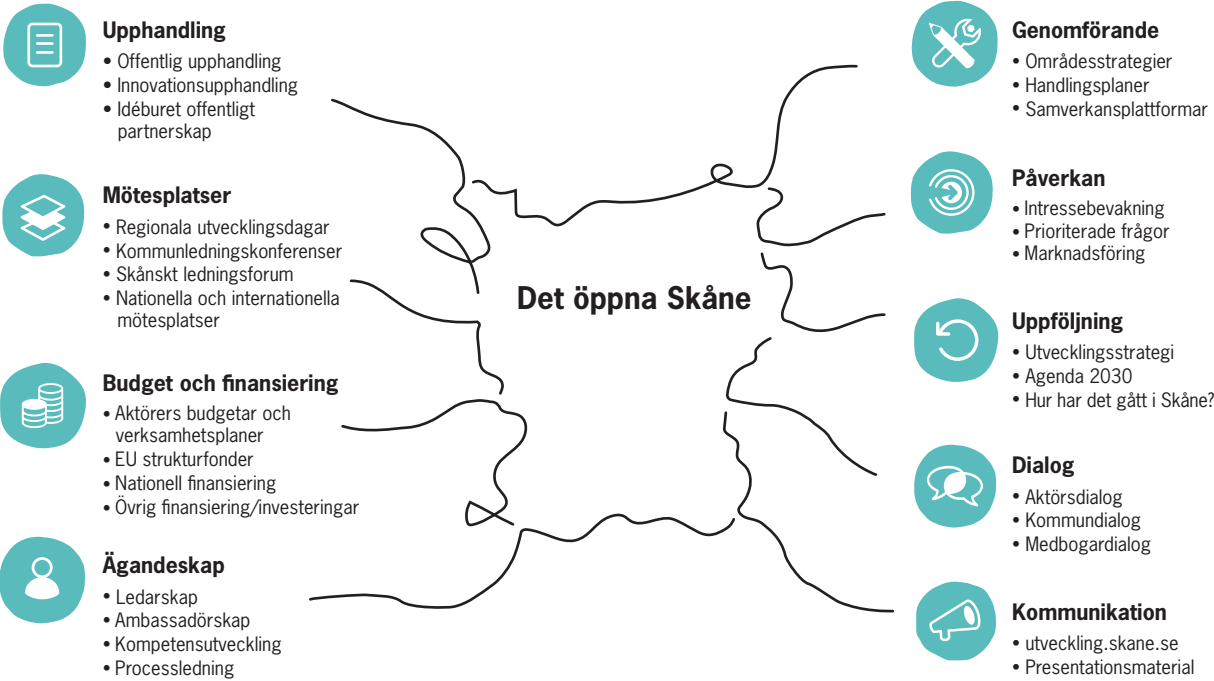 Upphandling
• Offentlig upphandling
• Innovationsupphandling
• Idéburet offentligt
partnerskap
Mötesplatser
• Regionala utvecklingsdagar
• Kommunledningskonferenser
• Skånskt ledningsforum
• Nationella och internationella
mötesplatser
Budget och finansiering
• Aktörers budgetar och
verksamhetsplaner
• EU strukturfonder
• Nationell finansiering
• Övrig finansiering/investeringar
Ägandeskap
• Ledarskap
• Ambassadörskap
• Kompetensutveckling
• Processledning
Det öppna Skåne
Genomförande
• Områdesstrategier
• Handlingsplaner
• Samverkansplattformar
Påverkan
• Intressebevakning
• Prioriterade frågor
• Marknadsföring
Uppföljning
• Utvecklingsstrategi
• Agenda 2030
• Hur har det gått i Skåne?
Dialog
• Aktörsdialog
• Kommundialog
• Medbogardialog
Kommunikation
• utveckling.skane.se
• Presentationsmaterial